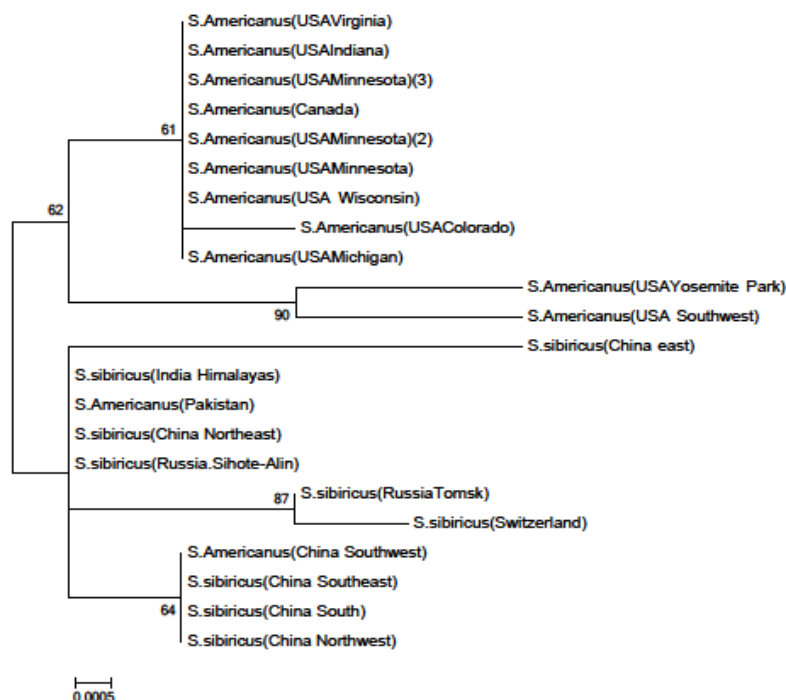 S.Americanus(USAVirginia)
S.Americanus(USAIndiana)
S.Americanus(USAMinnesota)(3)
S.Americanus(Canada)
61
S.Americanus(USAMinnesota)(2)
S.Americanus(USAMinnesota)
S.Americanus(USA Wisconsin)
62
S.Americanus(USAColorado)
S.Americanus(USAMichigan)
S.Americanus(USAYosemite Park)
90
S.Americanus(USA Southwest)
S.sibiricus(China east)
S.sibiricus(India Himalayas)
S.Americanus(Pakistan)
S.sibiricus(China Northeast)
S.sibiricus(Russia.Sihote-Alin)
87
S.sibiricus(RussiaTomsk)
S.sibiricus(Switzerland)
S.Americanus(China Southwest)
S.sibiricus(China Southeast)
64
S.sibiricus(China South)
S.sibiricus(China Northwest)
0.0005